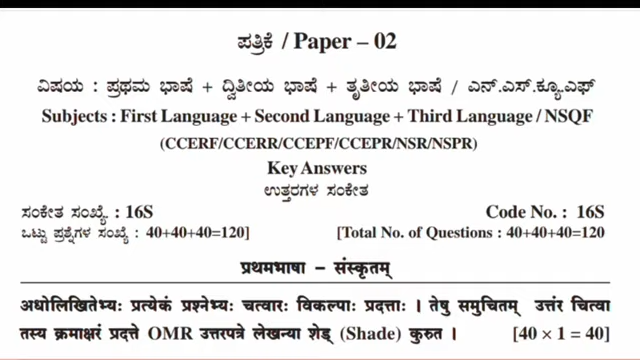 ಪತ್ರಿಕೆ / Paper – 02
ವಿಷಯ : ಪ್ರಥಮ ಭಾಷೆ + ದ್ವಿತೀಯ ಭಾಷೆ + ತೃತೀಯ ಭಾಷೆ / ಎನ್.ಎಸ್.ಕ್ಯೂ.ಎಫ್
Subjects : First Language + Second Language + Third Language / NSQF
(CCERF/CCERR/CCEPF/CCEPR/NSR/NSPR)
Key Answers
ಉತ್ತರಗಳ ಸಂಕೇತ
ಸಂಕೇತ ಸಂಖ್ಯೆ : 16S Code No. : 16S
ಒಟ್ಟು ಪ್ರಶ್ನೆಗಳ ಸಂಖ್ಯೆ : 40+40+40=120] [Total No. of Questions : 40+40+40=120
प्रथमभाषा – संस्कृतम्
अधोलिखितेभ्यः प्रत्येकं प्रश्नेभ्यः चत्वारः विकल्पाः प्रदत्ताः । तेषु समुचितम् उत्तंर चित्वा
तस्य क्रमाक्षरं प्रदत्ते OMR उत्तरपत्रे लेखन्या शेड् (Shade) कुरुत । [40 × 1 = 40]